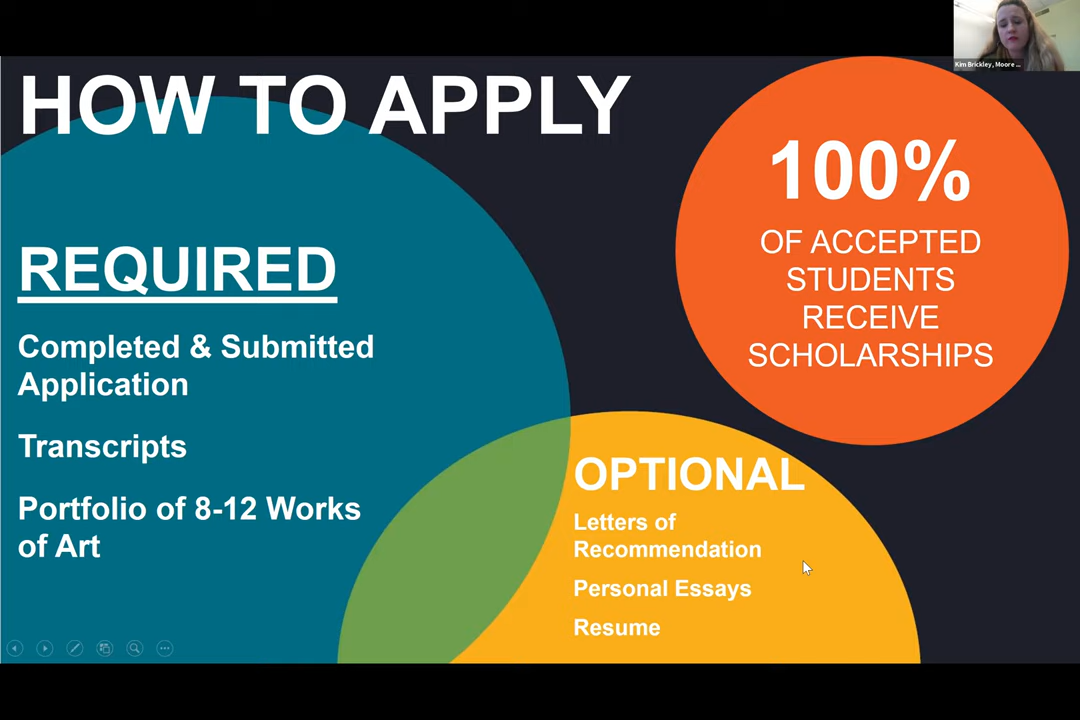 Kim Brickley, Moore ...
HOW TO APPLY
100%
OF ACCEPTED
STUDENTS
RECEIVE
SCHOLARSHIPS
REQUIRED
Completed & Submitted
Application
Transcripts
Portfolio of 8-12 Works
of Art
OPTIONAL
Letters of
Recommendation
Personal Essays
Resume